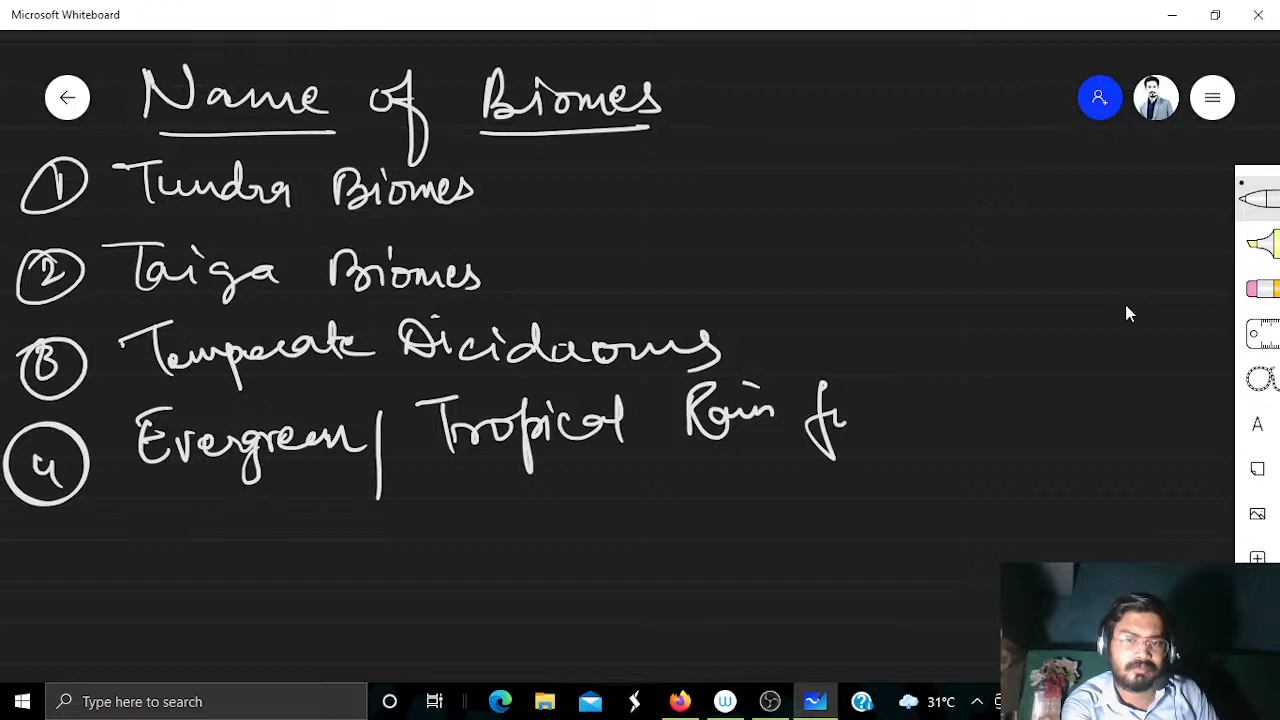 Microsoft Whiteboard
Name of Biomes
1 Tundra Biomes
2 Taiga Biomes
3 Temperate Dicidaoms
4 Evergreen/ Tropical Rain
A
Type here to search
31°C